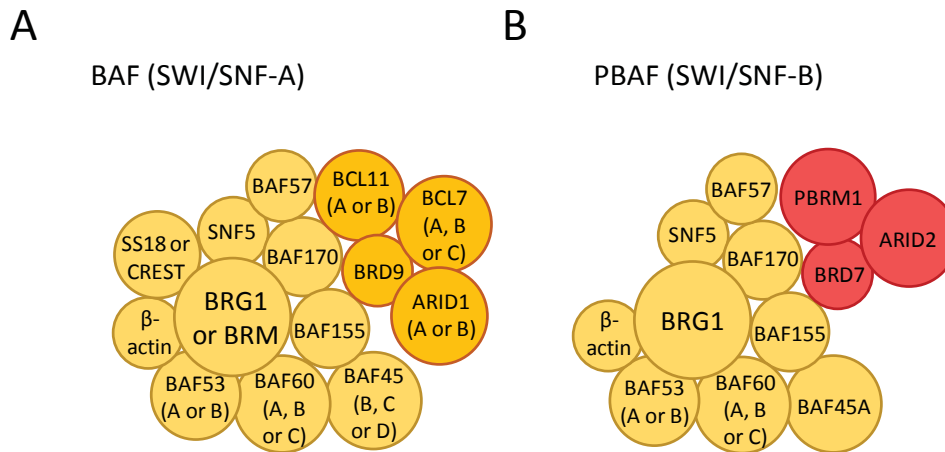 A
BAF (SWI/SNF-A)
BAF57
BCL11
(A or B)
BCL7
(A, B
or C)
SS18 or
CREST
SNF5
BAF170
BRD9
ARID1
(A or B)
BRG1
or BRM
β-
actin
BAF155
BAF53
(A or B)
BAF60
(A, B
or C)
BAF45
(B, C
or D)
B
PBAF (SWI/SNF-B)
BAF57
PBRM1
ARID2
SNF5
BAF170
BRD7
BRG1
β-
actin
BAF155
BAF53
(A or B)
BAF60
(A, B
or C)
BAF45A